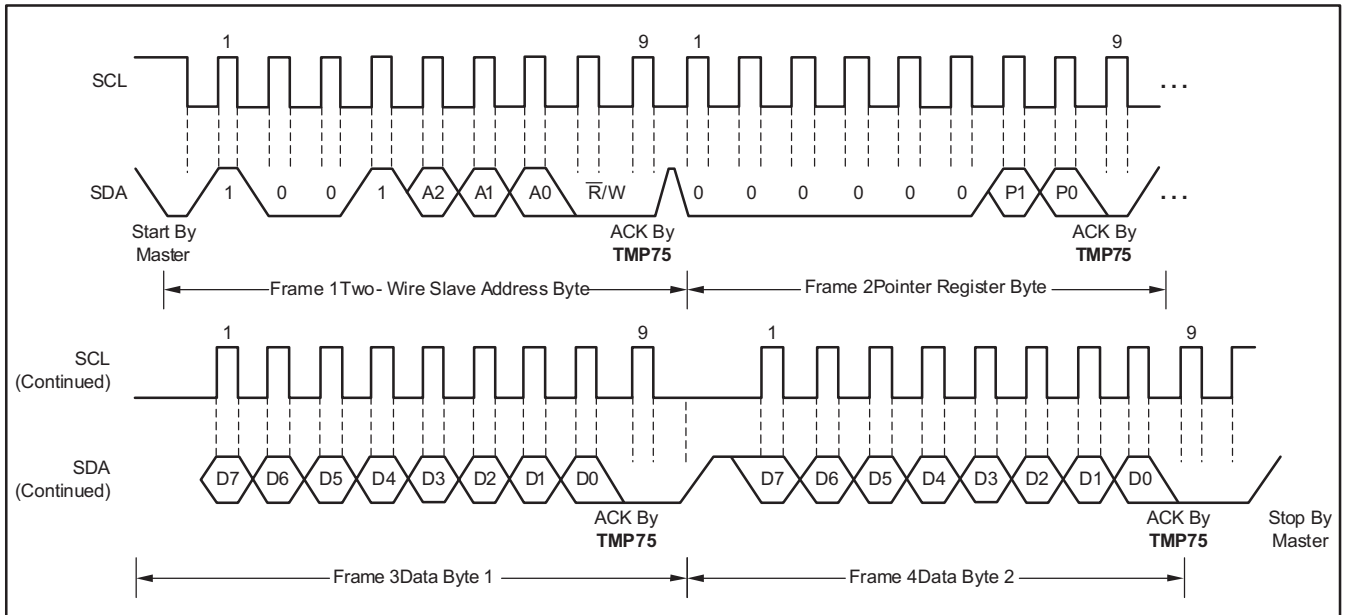 1 9 1 9
SCL ...
SDA 1 0 0 1 A2 A1 A0 R̅/W 0 0 0 0 0 0 P1 P0 ...
Start By ACK By ACK By
Master TMP75 TMP75
Frame 1Two- Wire Slave Address Byte Frame 2Pointer Register Byte
1 9 1 9
SCL
(Continued)
SDA D7 D6 D5 D4 D3 D2 D1 D0 D7 D6 D5 D4 D3 D2 D1 D0
(Continued)
ACK By ACK By Stop By
TMP75 TMP75 Master
Frame 3Data Byte 1 Frame 4Data Byte 2